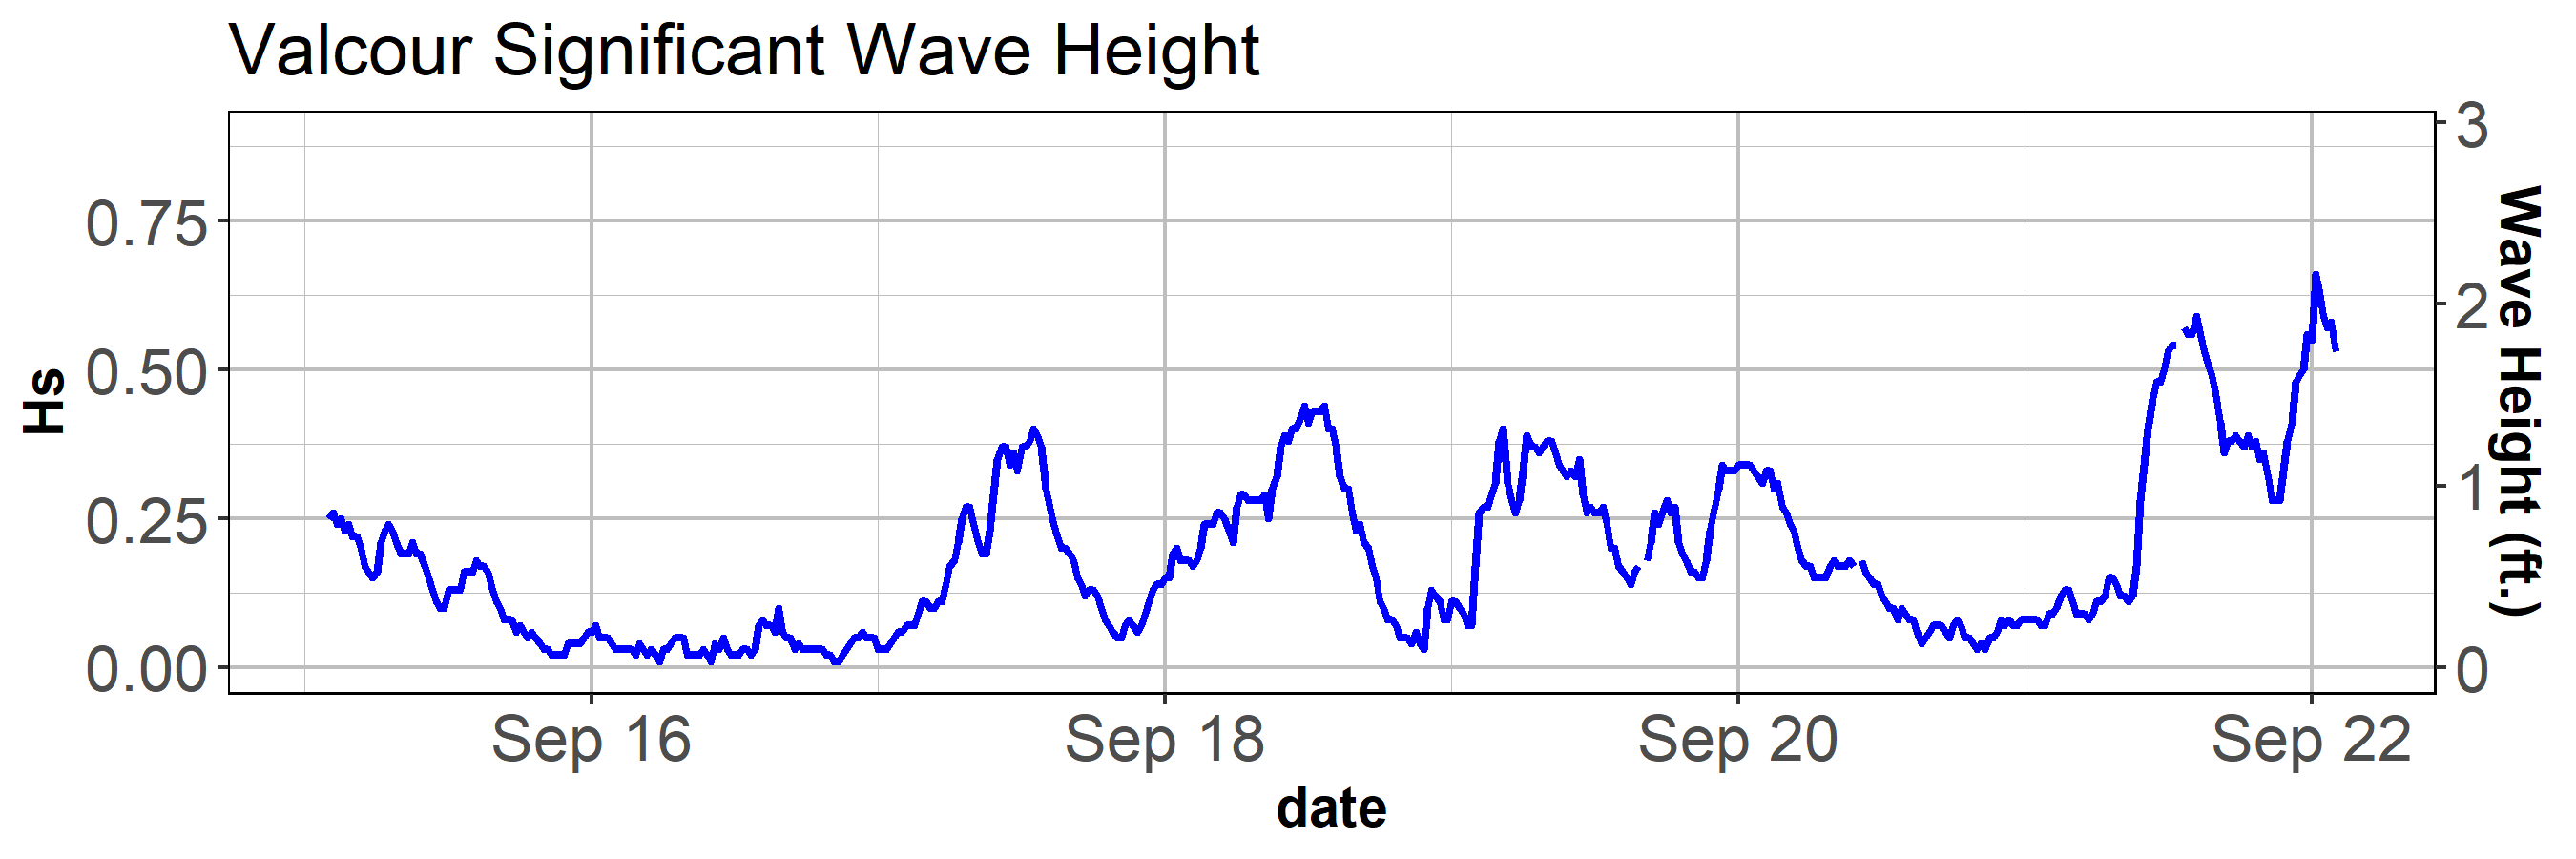 Valcour Significant Wave Height
Hs
0.75
0.50
0.25
0.00
3
2
1
0
Wave Height (ft.)
Sep 16
Sep 18
Sep 20
Sep 22
date